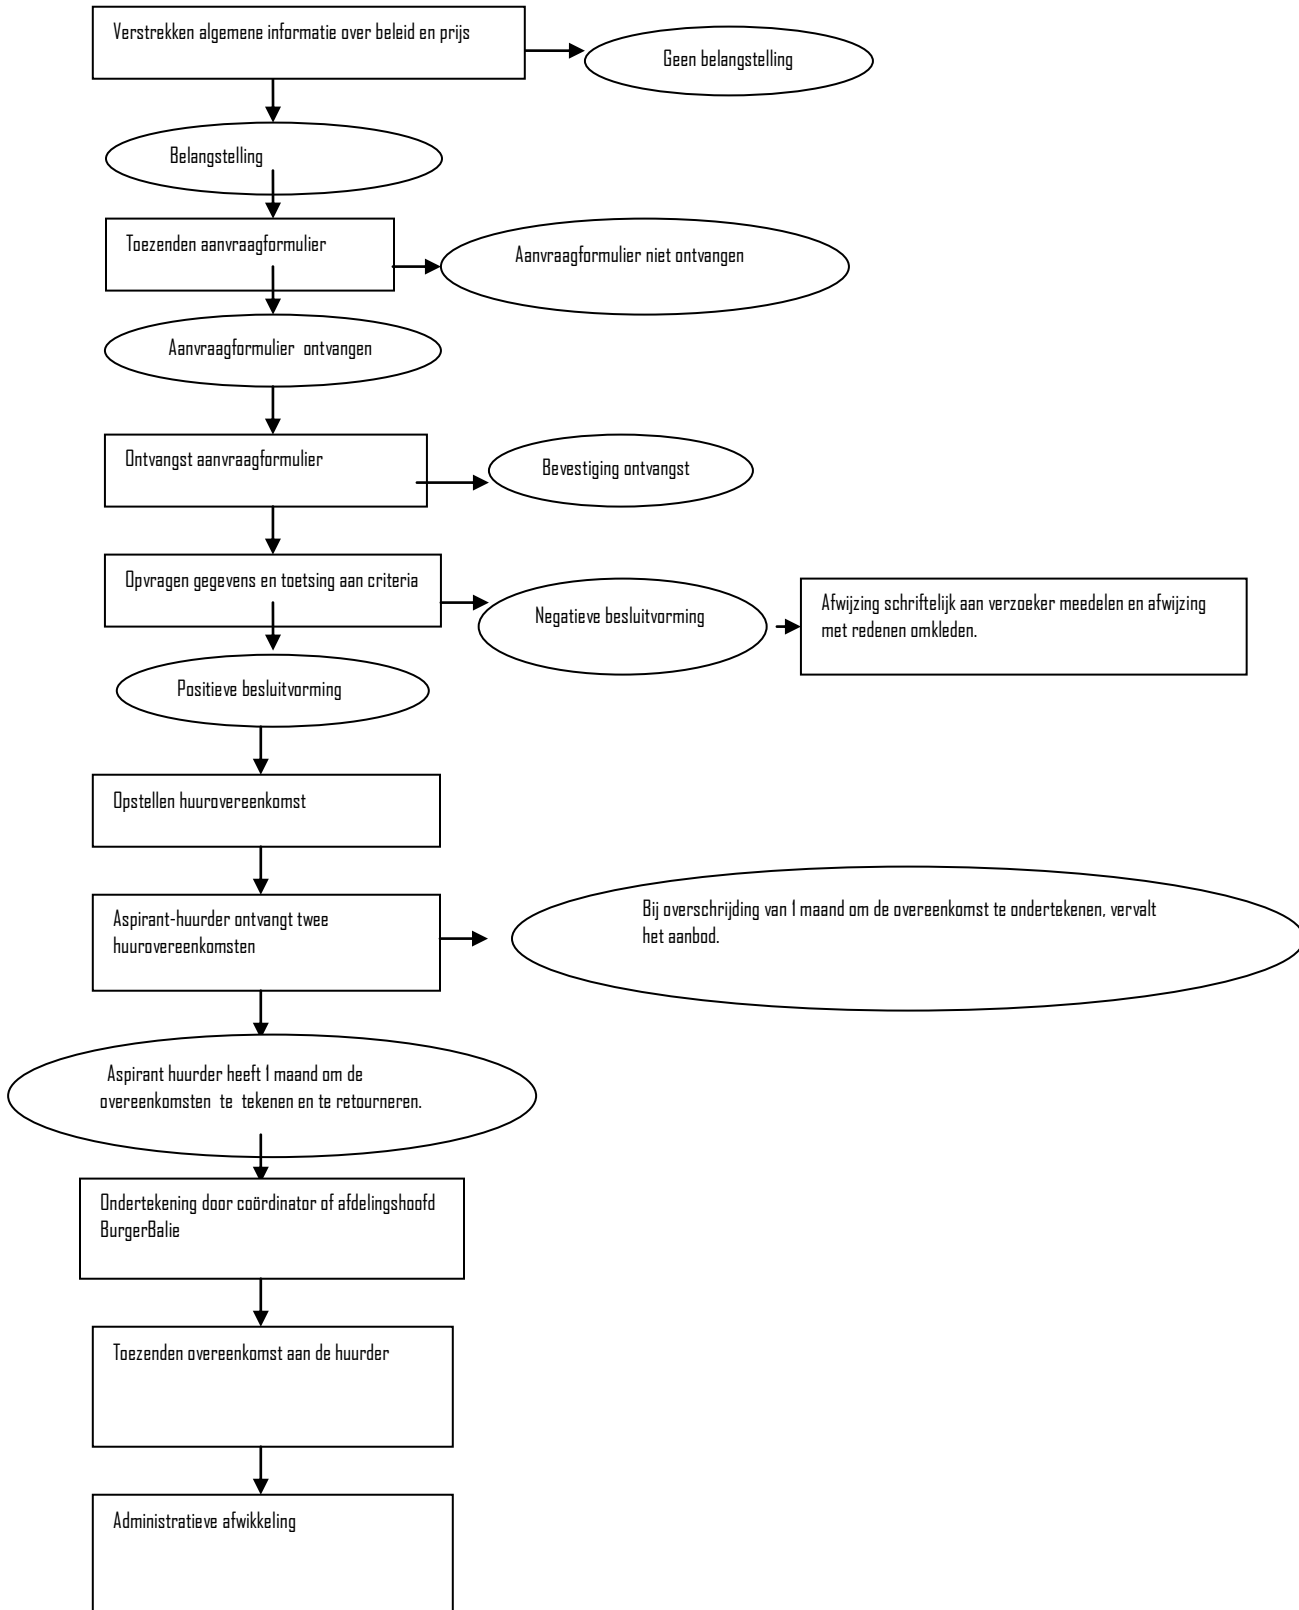 Verstrekken algemene informatie over beleid en prijs
Geen belangstelling
Belangstelling
Toezenden aanvraagformulier
Aanvraagformulier niet ontvangen
Aanvraagformulier ontvangen
Ontvangst aanvraagformulier
Bevestiging ontvangst
Opvragen gegevens en toetsing aan criteria
Negatieve besluitvorming
Afwijzing schriftelijk aan verzoeker meedelen en afwijzing
met redenen omkleden.
Positieve besluitvorming
Opstellen huurovereenkomst
Aspirant-huurder ontvangt twee
huurovereenkomsten
Bij overschrijding van 1 maand om de overeenkomst te ondertekenen, vervalt
het aanbod.
Aspirant huurder heeft 1 maand om de
overeenkomsten te tekenen en te retourneren.
Ondertekening door coördinator of afdelingshoofd
BurgerBalie
Toezenden overeenkomst aan de huurder
Administratieve afwikkeling